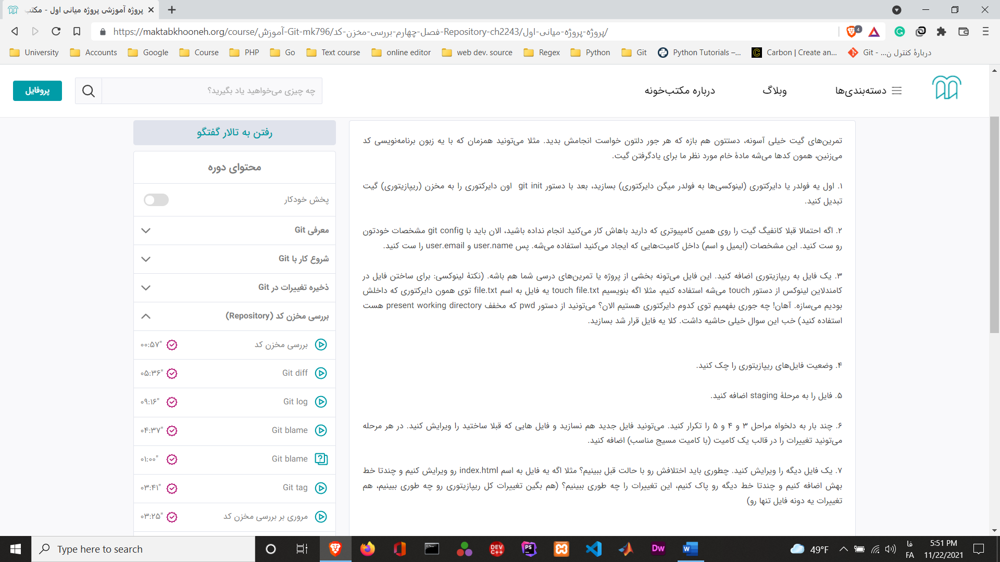 پروژه آموزشی پروژه میانی اول - مکتب
https://maktabkhooneh.org/course/آموزش-Git-mk796/فصل-چهارم-بررسی-مخزن-کد-Repository-ch2243/پروژه-پروژه-میانی-اول/
4
University
Accounts
Google
Course
PHP
Go
Text course
online editor
web dev. source
Regex
Python
Git
Python Tutorials –...
Carbon | Create an...
Git - دربارهٔ کنترل ن...
دسته‌بندی‌ها
وبلاگ
درباره مکتب‌خونه
چه چیزی می‌خواهید یاد بگیرید؟
پروفایل
تمرین‌های گیت خیلی آسونه، دستتون هم بازه که هر جور دلتون خواست انجامش بدید. مثلا می‌تونید همزمان که با یه زبون برنامه‌نویسی کد
می‌زنین، همون کدها می‌شه مادهٔ خام مورد نظر ما برای یادگرفتن گیت.
۱. اول یه فولدر یا دایرکتوری (لینوکسی‌ها به فولدر میگن دایرکتوری) بسازید، بعد با دستور git init اون دایرکتوری را به مخزن (ریپازیتوری) گیت
تبدیل کنید.
۲. اگه احتمالا قبلا کانفیگ گیت را روی همین کامپیوتری که دارید باهاش کار می‌کنید انجام نداده باشید، الان باید با git config مشخصات خودتون
رو ست کنید. این مشخصات (ایمیل و اسم) داخل کامیت‌هایی که ایجاد می‌کنید استفاده می‌شه. پس user.name و user.email را ست کنید.
۳. یک فایل به ریپازیتوری اضافه کنید. این فایل می‌تونه بخشی از پروژه یا تمرین‌های درسی شما هم باشه. (نکتهٔ لینوکسی: برای ساختن فایل در
کامندلاین لینوکس از دستور touch می‌شه استفاده کنیم، مثلا اگه بنویسیم touch file.txt یه فایل به اسم file.txt توی همون دایرکتوری که داخلش
بودیم می‌سازه. آهان! چه جوری بفهمیم توی کدوم دایرکتوری هستیم الان؟ می‌تونید از دستور pwd که مخفف present working directory هست
استفاده کنید) خب این سوال خیلی حاشیه داشت. کلا یه فایل قرار شد بسازید.
۴. وضعیت فایل‌های ریپازیتوری را چک کنید.
۵. فایل را به مرحلهٔ staging اضافه کنید.
۶. چند بار به دلخواه مراحل ۳ و ۴ و ۵ را تکرار کنید. می‌تونید فایل جدید هم نسازید و فایل هایی که قبلا ساختید را ویرایش کنید. در هر مرحله
می‌تونید تغییرات را در قالب یک کامیت (با کامیت مسیج مناسب) اضافه کنید.
۷. یک فایل دیگه را ویرایش کنید. چطوری باید اختلافش رو با حالت قبل ببینیم؟ مثلا اگه یه فایل به اسم index.html رو ویرایش کنیم و چندتا خط
بهش اضافه کنیم و چندتا خط دیگه رو پاک کنیم، این تغییرات را چه طوری ببینیم؟ (هم بگین تغییرات کل ریپازیتوری رو چه طوری ببینیم، هم
تغییرات یه دونه فایل تنها رو)
رفتن به تالار گفتگو
محتوای دوره
پخش خودکار
معرفی Git
شروع کار با Git
ذخیره تغییرات در Git
بررسی مخزن کد (Repository)
بررسی مخزن کد ۰۰:۵۷"
Git diff ۰۵:۳۶"
Git log ۰۹:۱۶"
Git blame ۰۴:۳۷"
Git blame ۰۱:۰۰"
Git tag ۰۳:۴۱"
مروری بر بررسی مخزن کد ۰۳:۲۵"
Type here to search
DEV C++
PS
Dw
W
49°F
فا
FA
5:51 PM
11/22/2021